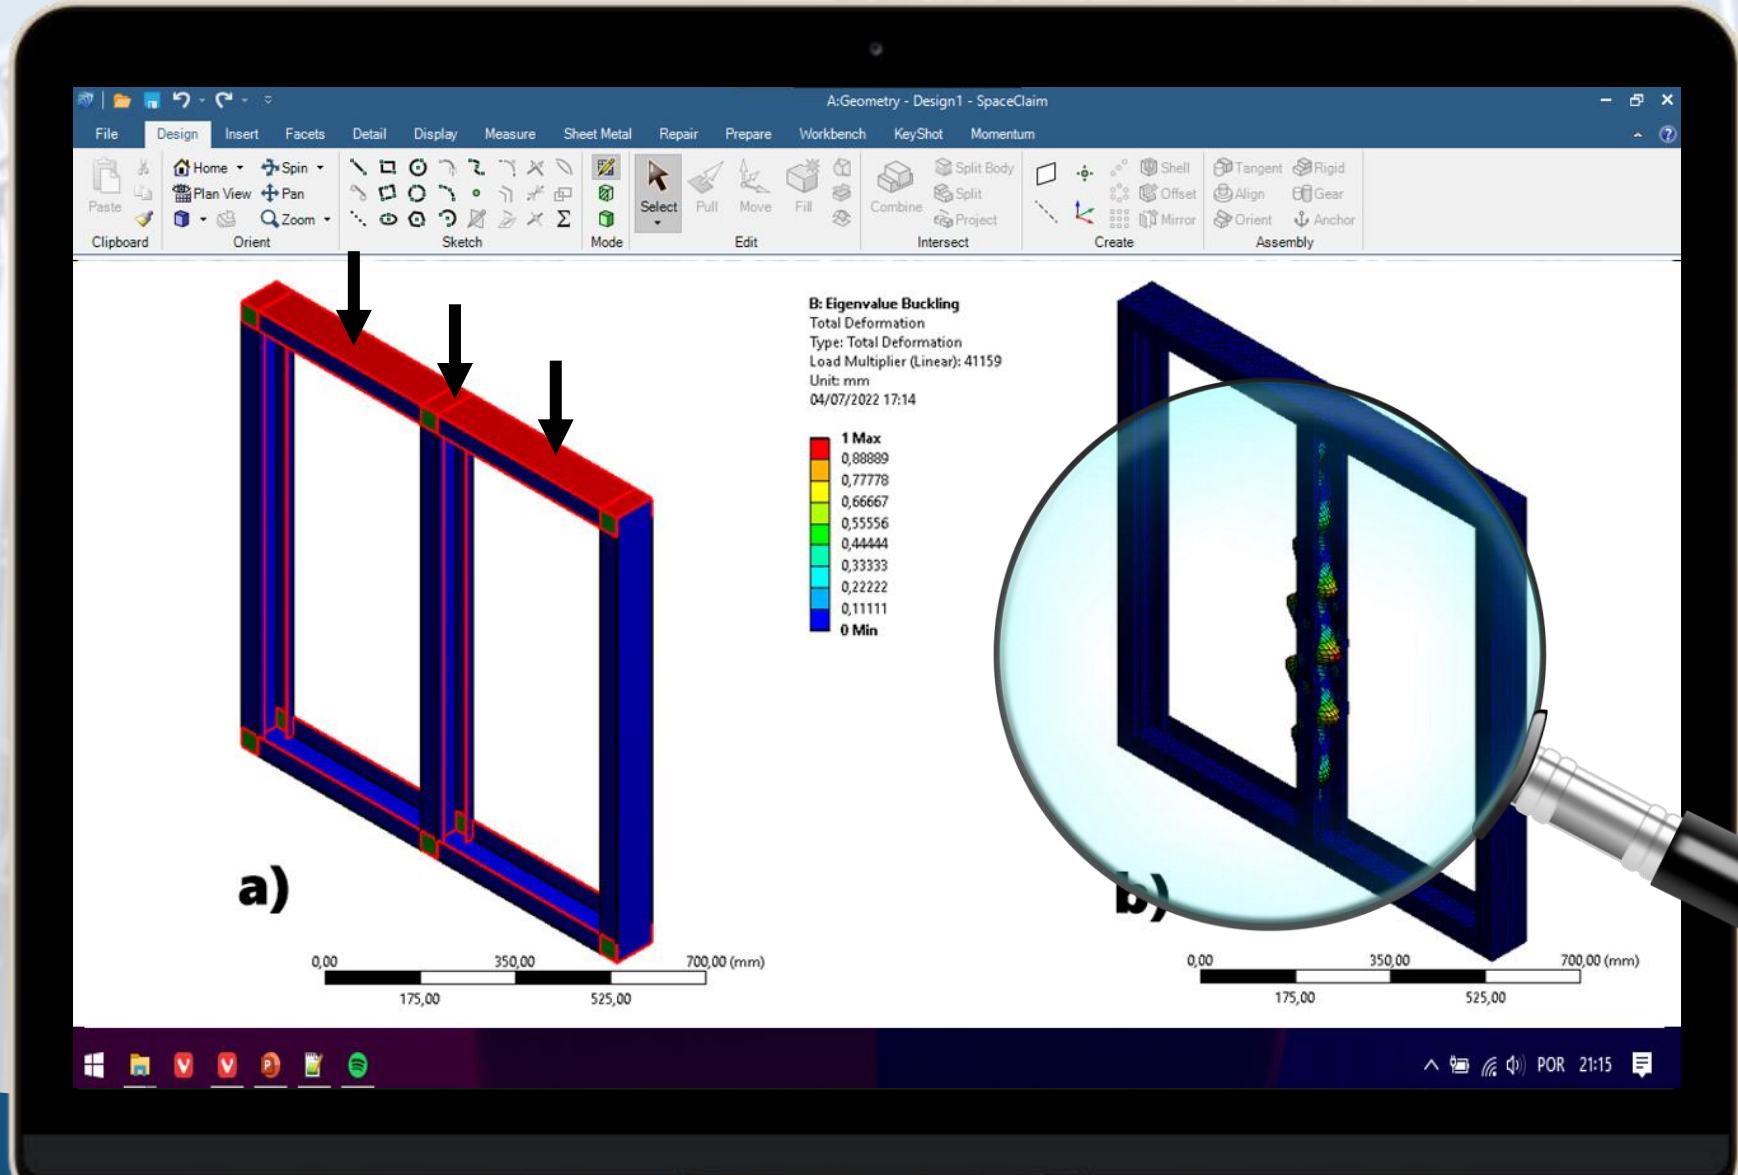 A:Geometry - Design1 - SpaceClaim
File Design Insert Facets Detail Display Measure Sheet Metal Repair Prepare Workbench KeyShot Momentum
Home Spin Split Body Shell Tangent Rigid
Plan View Pan Split Offset Align Gear
Paste Zoom Select Pull Move Fill Combine Project Mirror Orient Anchor
Clipboard Orient Sketch Mode Edit Intersect Create Assembly
B: Eigenvalue Buckling
Total Deformation
Type: Total Deformation
Load Multiplier (Linear): 41159
Unit: mm
04/07/2022 17:14
1 Max
0,88889
0,77778
0,66667
0,55556
0,44444
0,33333
0,22222
0,11111
0 Min
a)
b)
0,00 350,00 700,00 (mm)
175,00 525,00
0,00 350,00 700,00 (mm)
175,00 525,00
POR 21:15